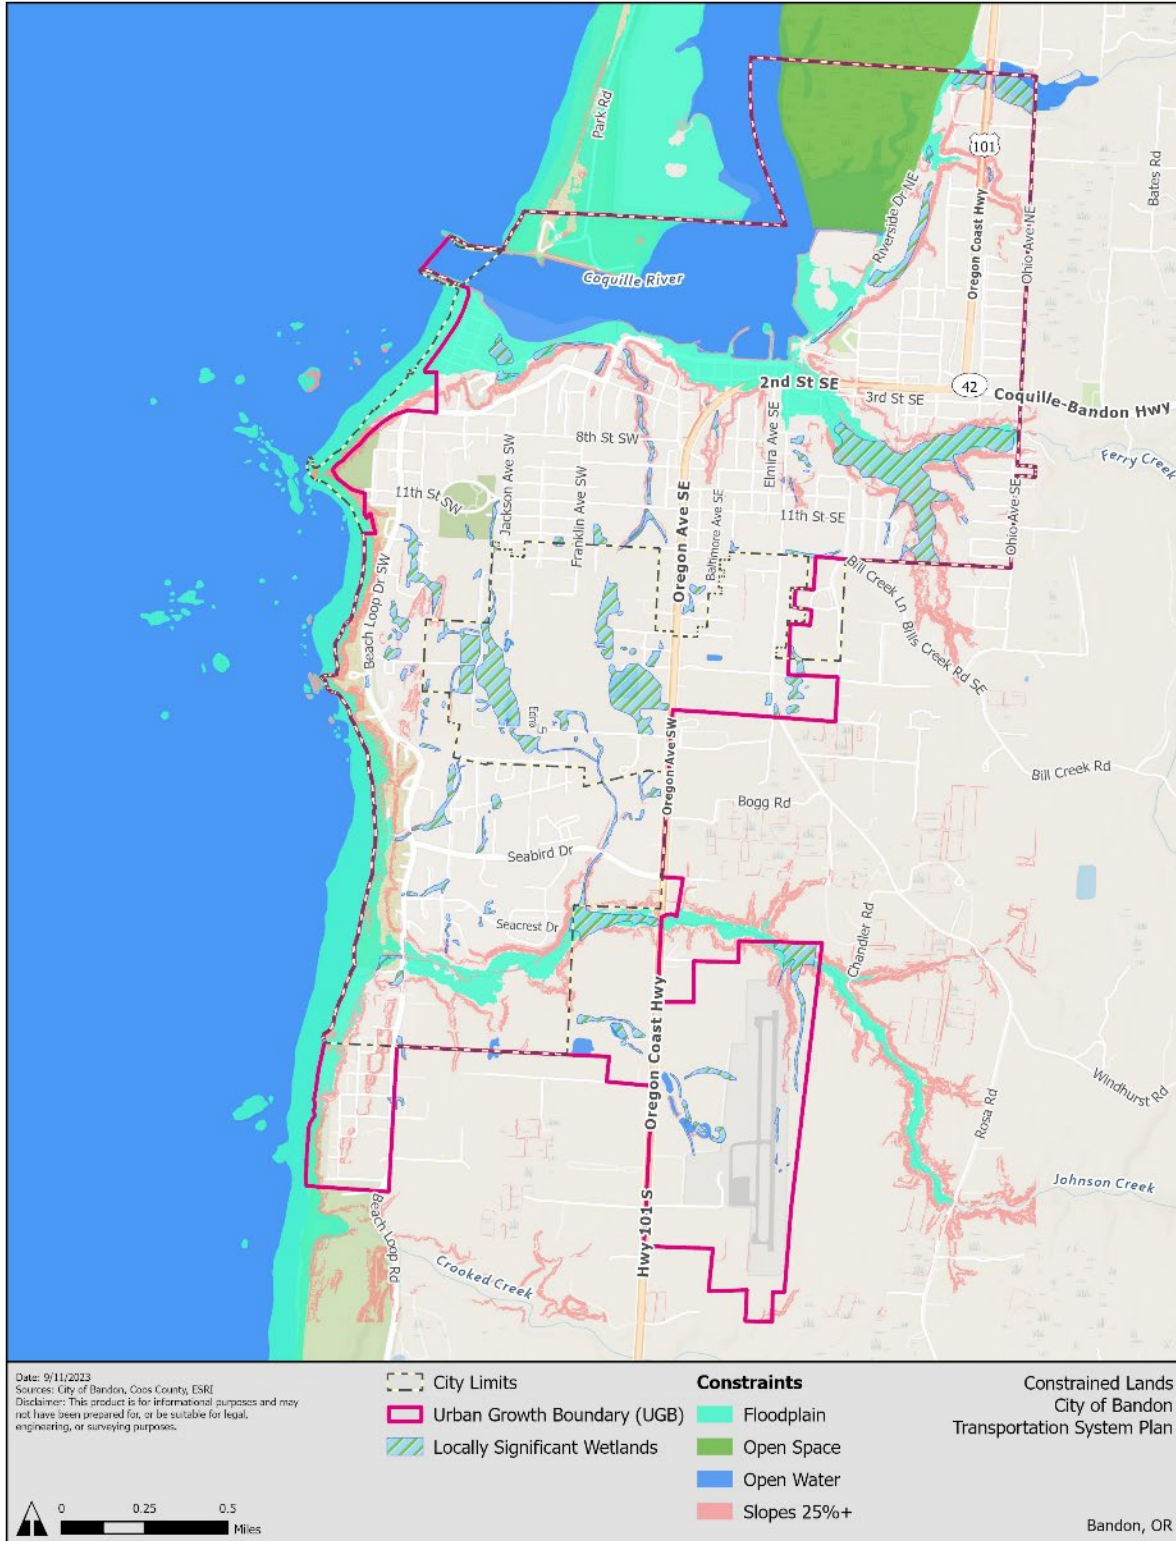 Park Rd
101
Bates Rd
Riverside Dr NE
Oregon Coast Hwy
Ohio Ave NE
Coquille River
2nd St SE
42
3rd St SE
Coquille-Bandon Hwy
8th St SW
Jackson Ave SW
Franklin Ave SW
Oregon Ave SE
Baltimore Ave SE
Elmira Ave SE
Ferry Creek
11th St SW
11th St SE
Ohio Ave SE
Beach Loop Dr SW
Bill Creek Ln
Bills Creek Rd SE
Edna
Oregon Ave SW
Bill Creek Rd
Bogg Rd
Seabird Dr
Seacrest Dr
Chandler Rd
Oregon Coast Hwy
Windhurst Rd
Rosa Rd
Johnson Creek
Beach Loop Rd
Hwy 101 S
Crooked Creek
Date: 9/11/2023
Sources: City of Bandon, Coos County, ESRI
Disclaimer: This product is for informational purposes and may
not have been prepared for, or be suitable for legal,
engineering, or surveying purposes.
0 0.25 0.5
Miles
City Limits
Urban Growth Boundary (UGB)
Locally Significant Wetlands
Constraints
Floodplain
Open Space
Open Water
Slopes 25%+
Constrained Lands
City of Bandon
Transportation System Plan
Bandon, OR